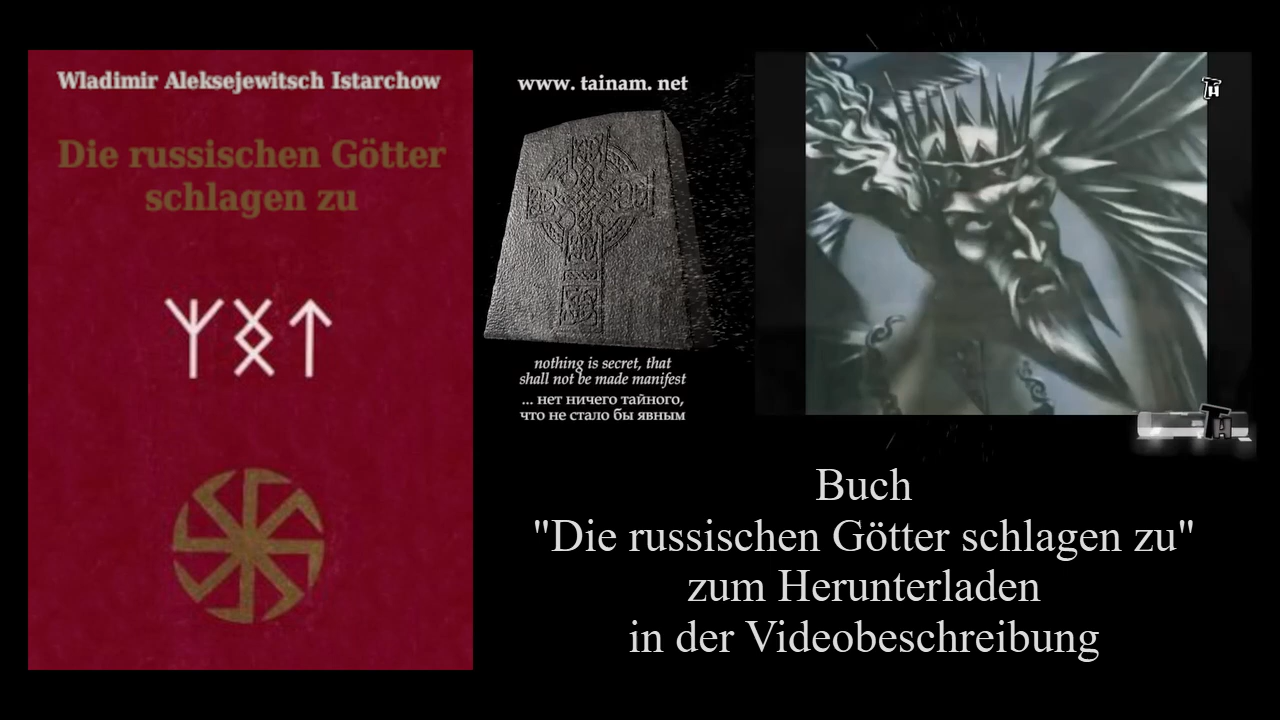 Wladimir Aleksejewitsch Istarchow
Die russischen Götter
schlagen zu
ᛉᛝᛏ
www. tainam. net
nothing is secret, that
shall not be made manifest
... нет ничего тайного,
что не стало бы явным
Buch
"Die russischen Götter schlagen zu"
zum Herunterladen
in der Videobeschreibung